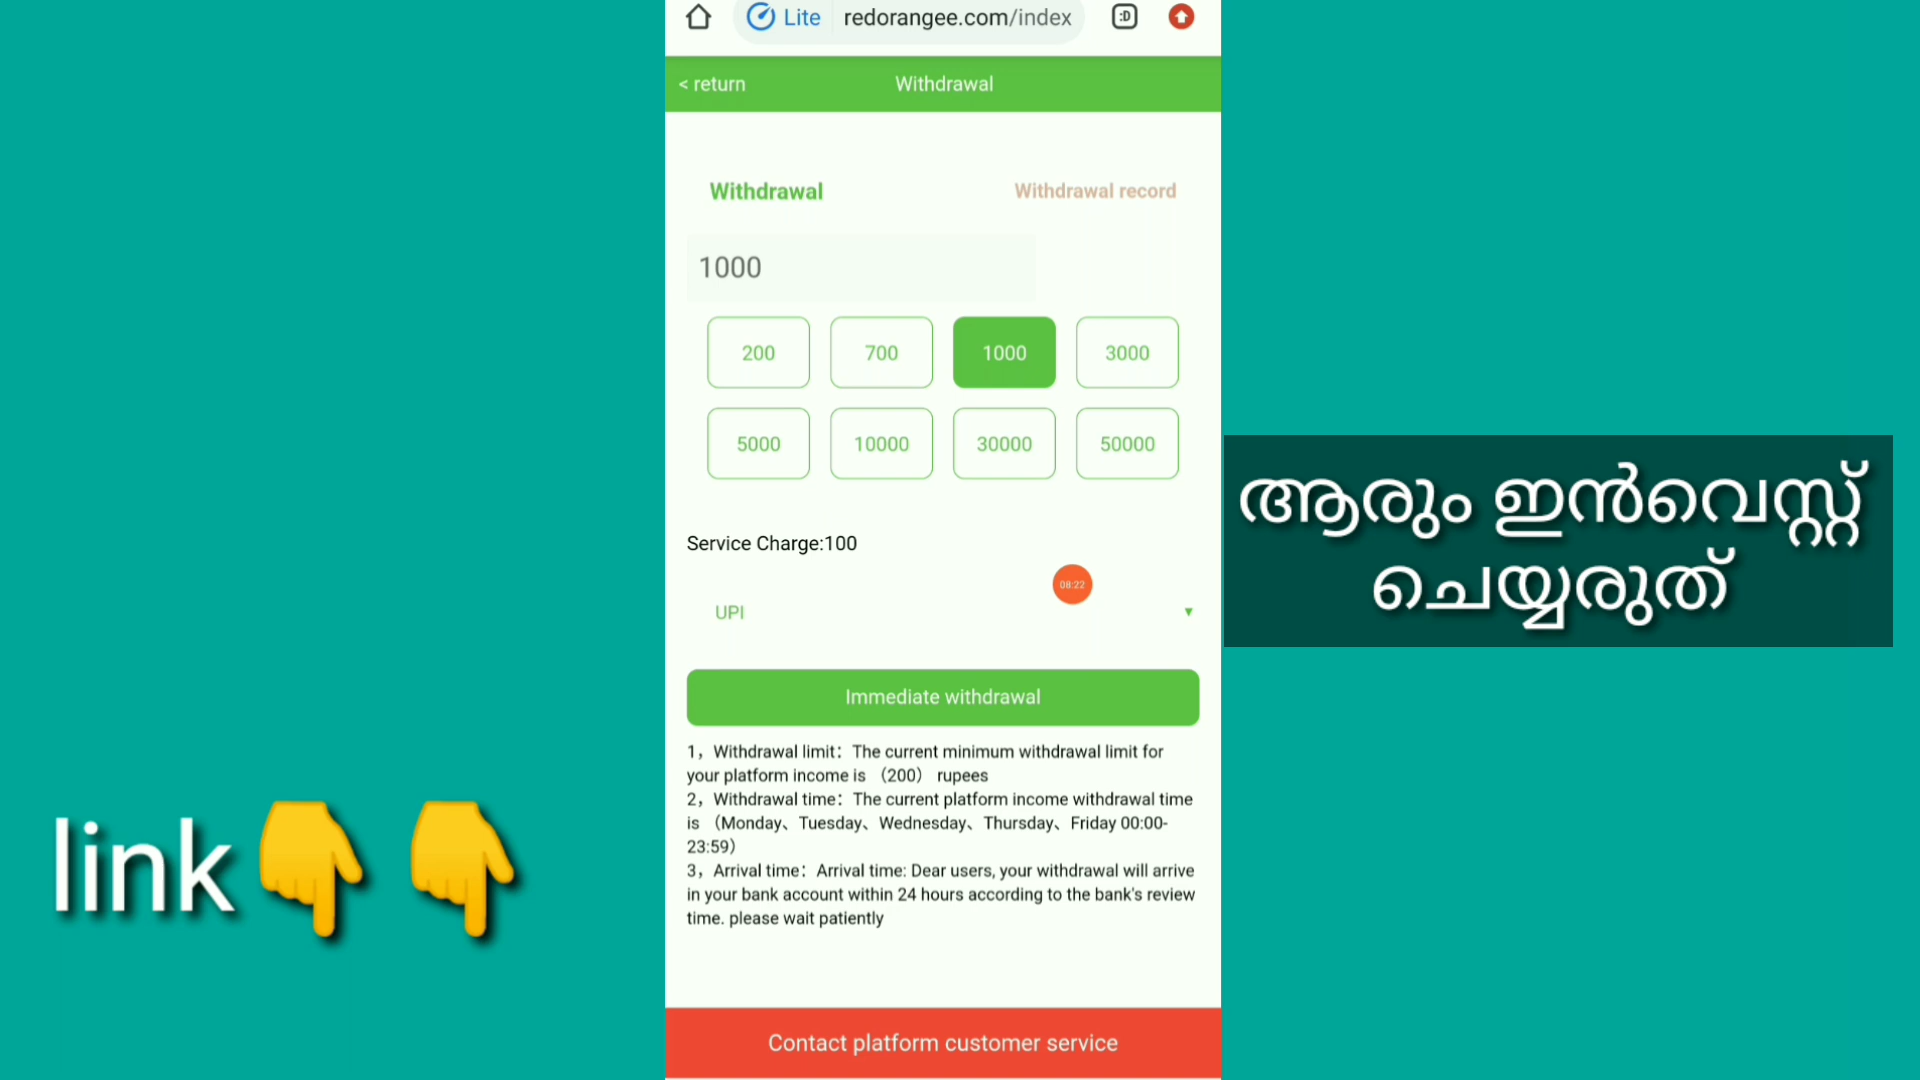 Lite redorangee.com/index :D
< return Withdrawal
Withdrawal Withdrawal record
1000
200 700 1000 3000
5000 10000 30000 50000
Service Charge:100
08:22
UPI
Immediate withdrawal
1，Withdrawal limit：The current minimum withdrawal limit for
your platform income is （200） rupees
2，Withdrawal time：The current platform income withdrawal time
is （Monday、Tuesday、Wednesday、Thursday、Friday 00:00-
23:59）
3，Arrival time：Arrival time: Dear users, your withdrawal will arrive
in your bank account within 24 hours according to the bank's review
time. please wait patiently
Contact platform customer service
ആരും ഇൻവെസ്റ്റ്
ചെയ്യരുത്
link👇👇